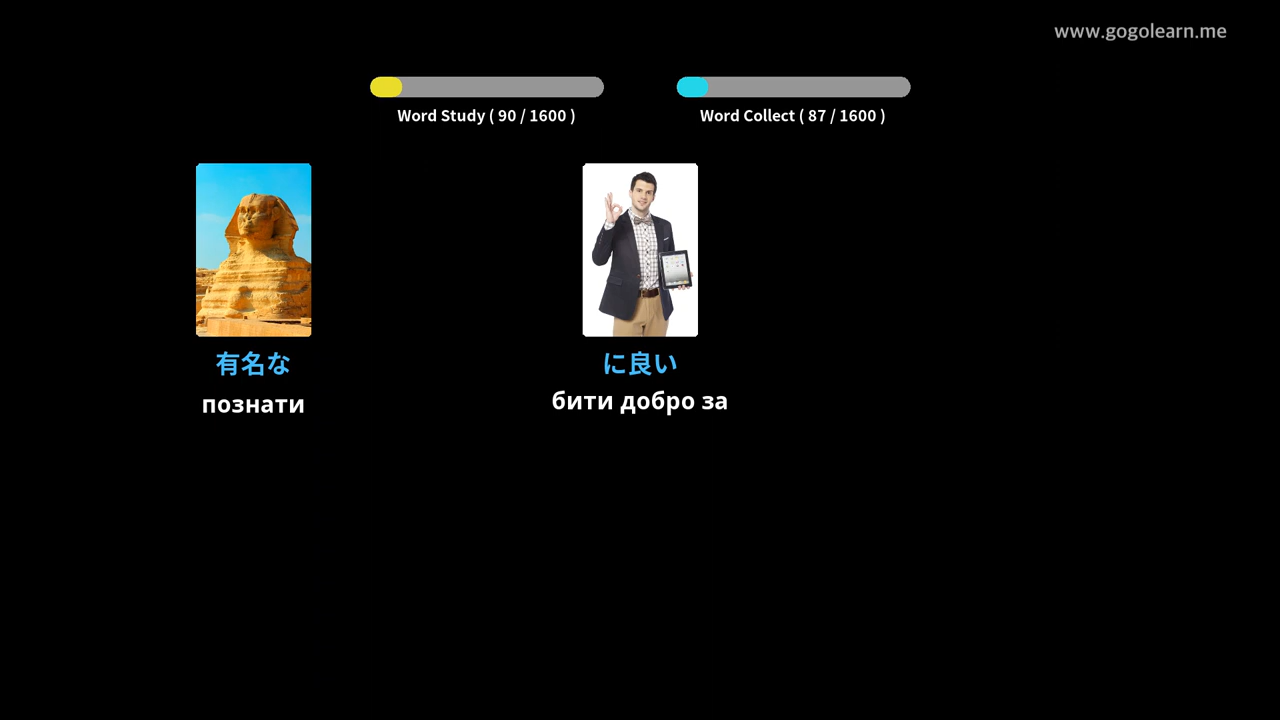 www.gogolearn.me
Word Study ( 90 / 1600 )
Word Collect ( 87 / 1600 )
有名な
познати
に良い
бити добро за